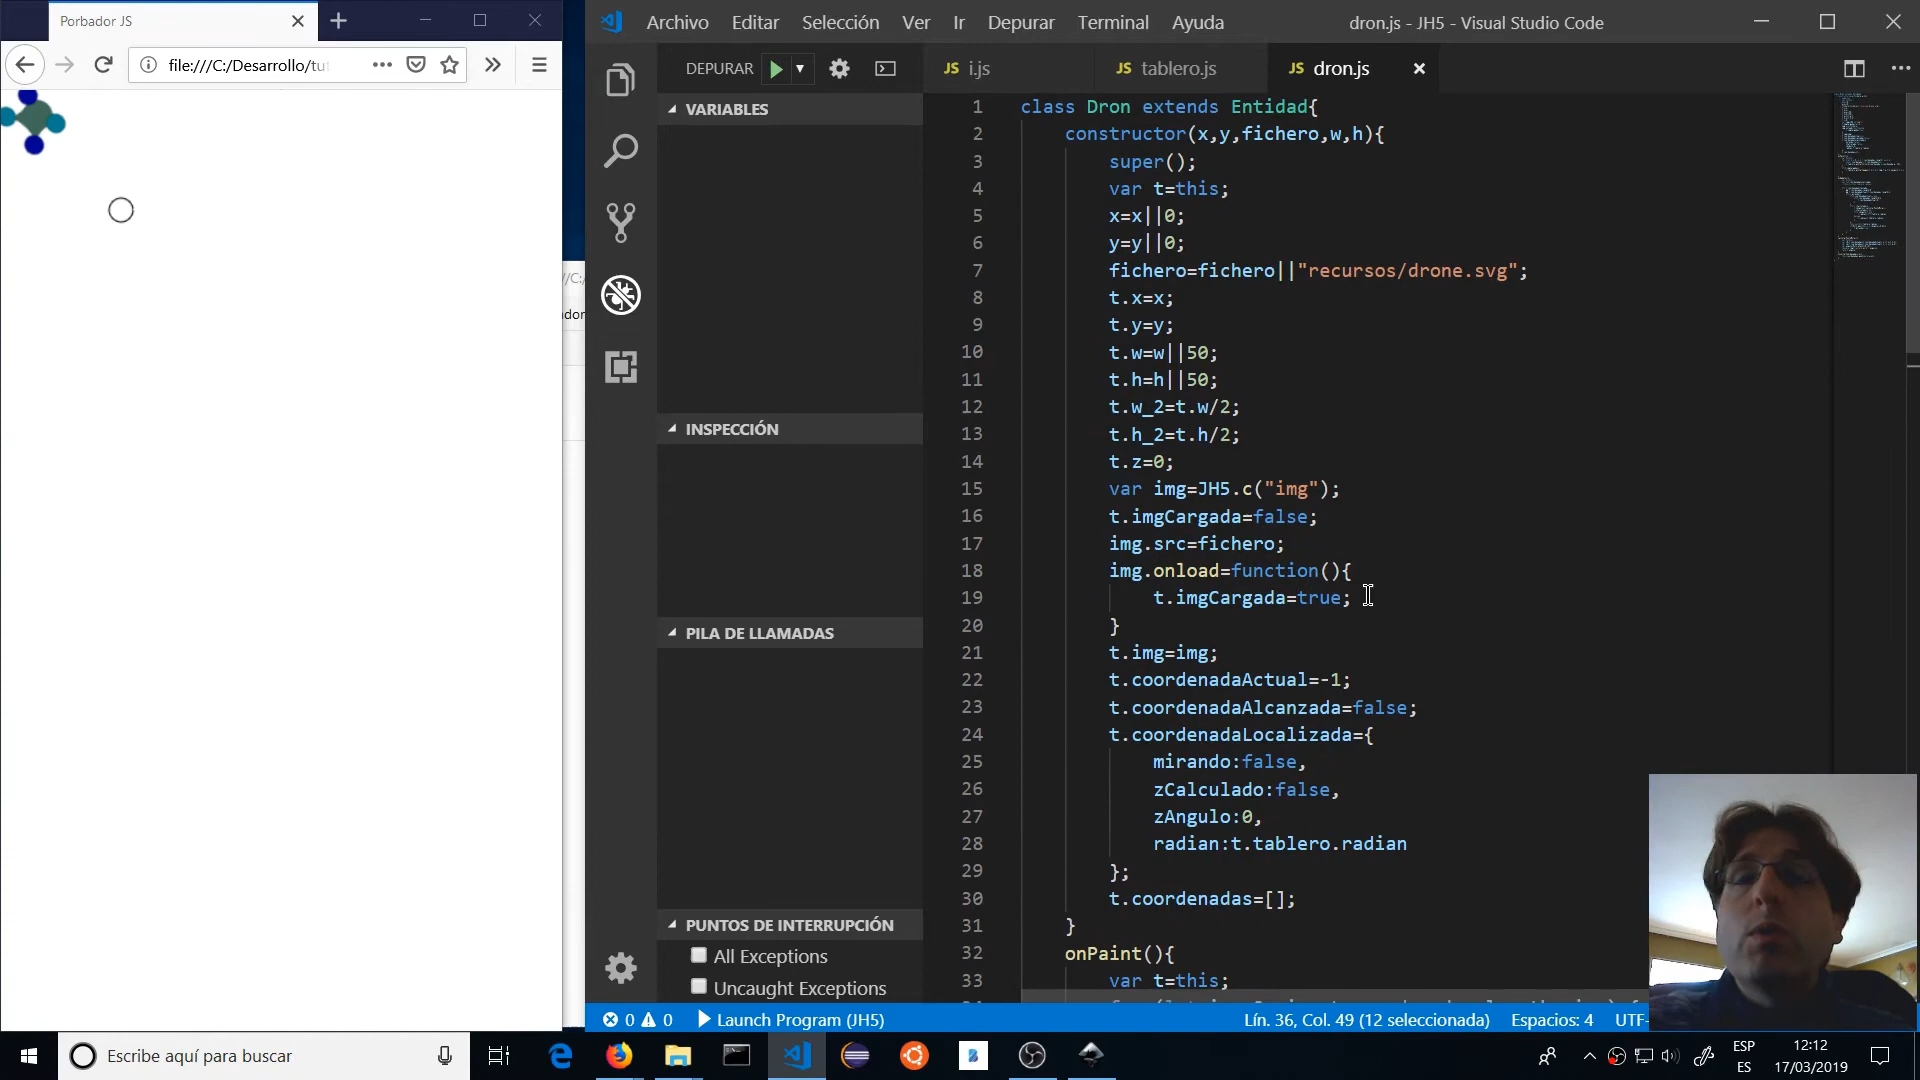 Porbador JS
file:///C:/Desarrollo/tut
Archivo Editar Selección Ver Ir Depurar Terminal Ayuda
dron.js - JH5 - Visual Studio Code
DEPURAR
JS i.js
JS tablero.js
JS dron.js
VARIABLES
INSPECCIÓN
PILA DE LLAMADAS
PUNTOS DE INTERRUPCIÓN
All Exceptions
Uncaught Exceptions
//C:/
ador
1 class Dron extends Entidad{
2 constructor(x,y,fichero,w,h){
3 super();
4 var t=this;
5 x=x||0;
6 y=y||0;
7 fichero=fichero||"recursos/drone.svg";
8 t.x=x;
9 t.y=y;
10 t.w=w||50;
11 t.h=h||50;
12 t.w_2=t.w/2;
13 t.h_2=t.h/2;
14 t.z=0;
15 var img=JH5.c("img");
16 t.imgCargada=false;
17 img.src=fichero;
18 img.onload=function(){
19 t.imgCargada=true;
20 }
21 t.img=img;
22 t.coordenadaActual=-1;
23 t.coordenadaAlcanzada=false;
24 t.coordenadaLocalizada={
25 mirando:false,
26 zCalculado:false,
27 zAngulo:0,
28 radian:t.tablero.radian
29 };
30 t.coordenadas=[];
31 }
32 onPaint(){
33 var t=this;
0 0 Launch Program (JH5)
Lín. 36, Col. 49 (12 seleccionada) Espacios: 4 UTF-
Escribe aquí para buscar
ESP
ES
12:12
17/03/2019